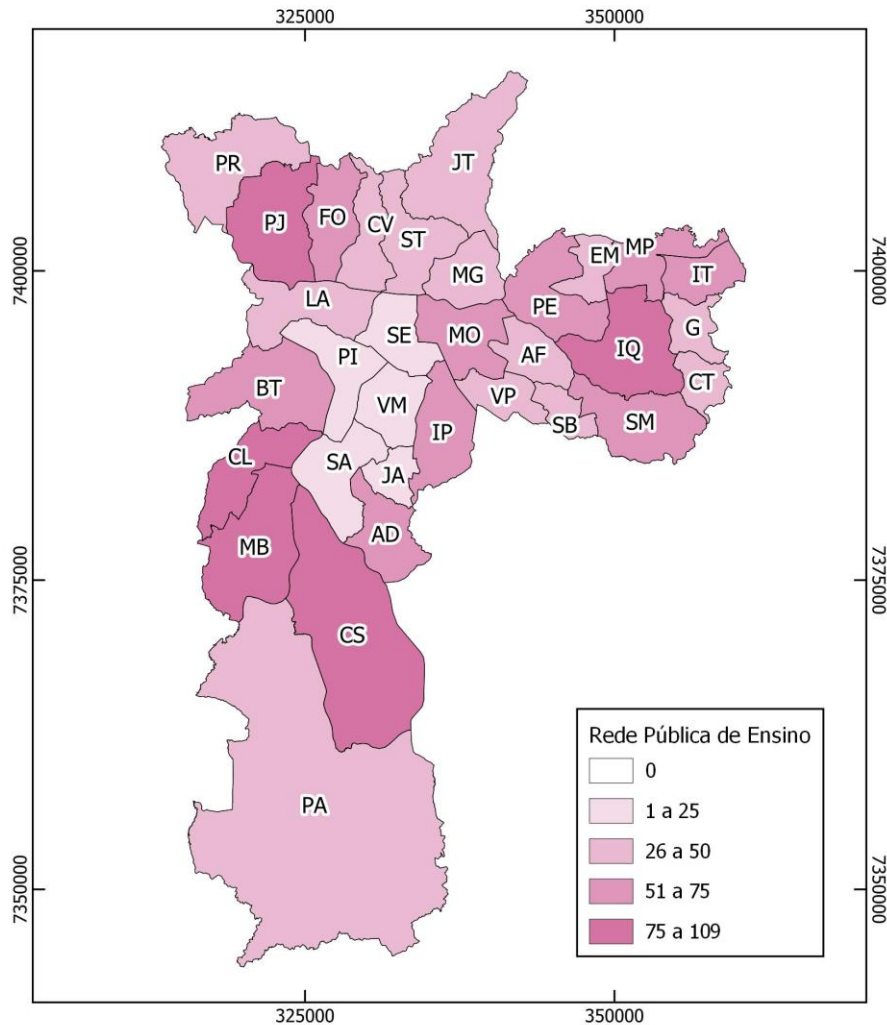 325000 350000
PR
JT
PJ
FO
CV
ST
EM
MP
7400000
MG
IT
7400000
LA
PE
SE
MO
G
PI
AF
IQ
BT
VM
VP
CT
IP
SB
SM
CL
SA
JA
AD
MB
7375000
7375000
CS
Rede Pública de Ensino
0
1 a 25
PA
26 a 50
51 a 75
7350000
7350000
75 a 109
325000 350000